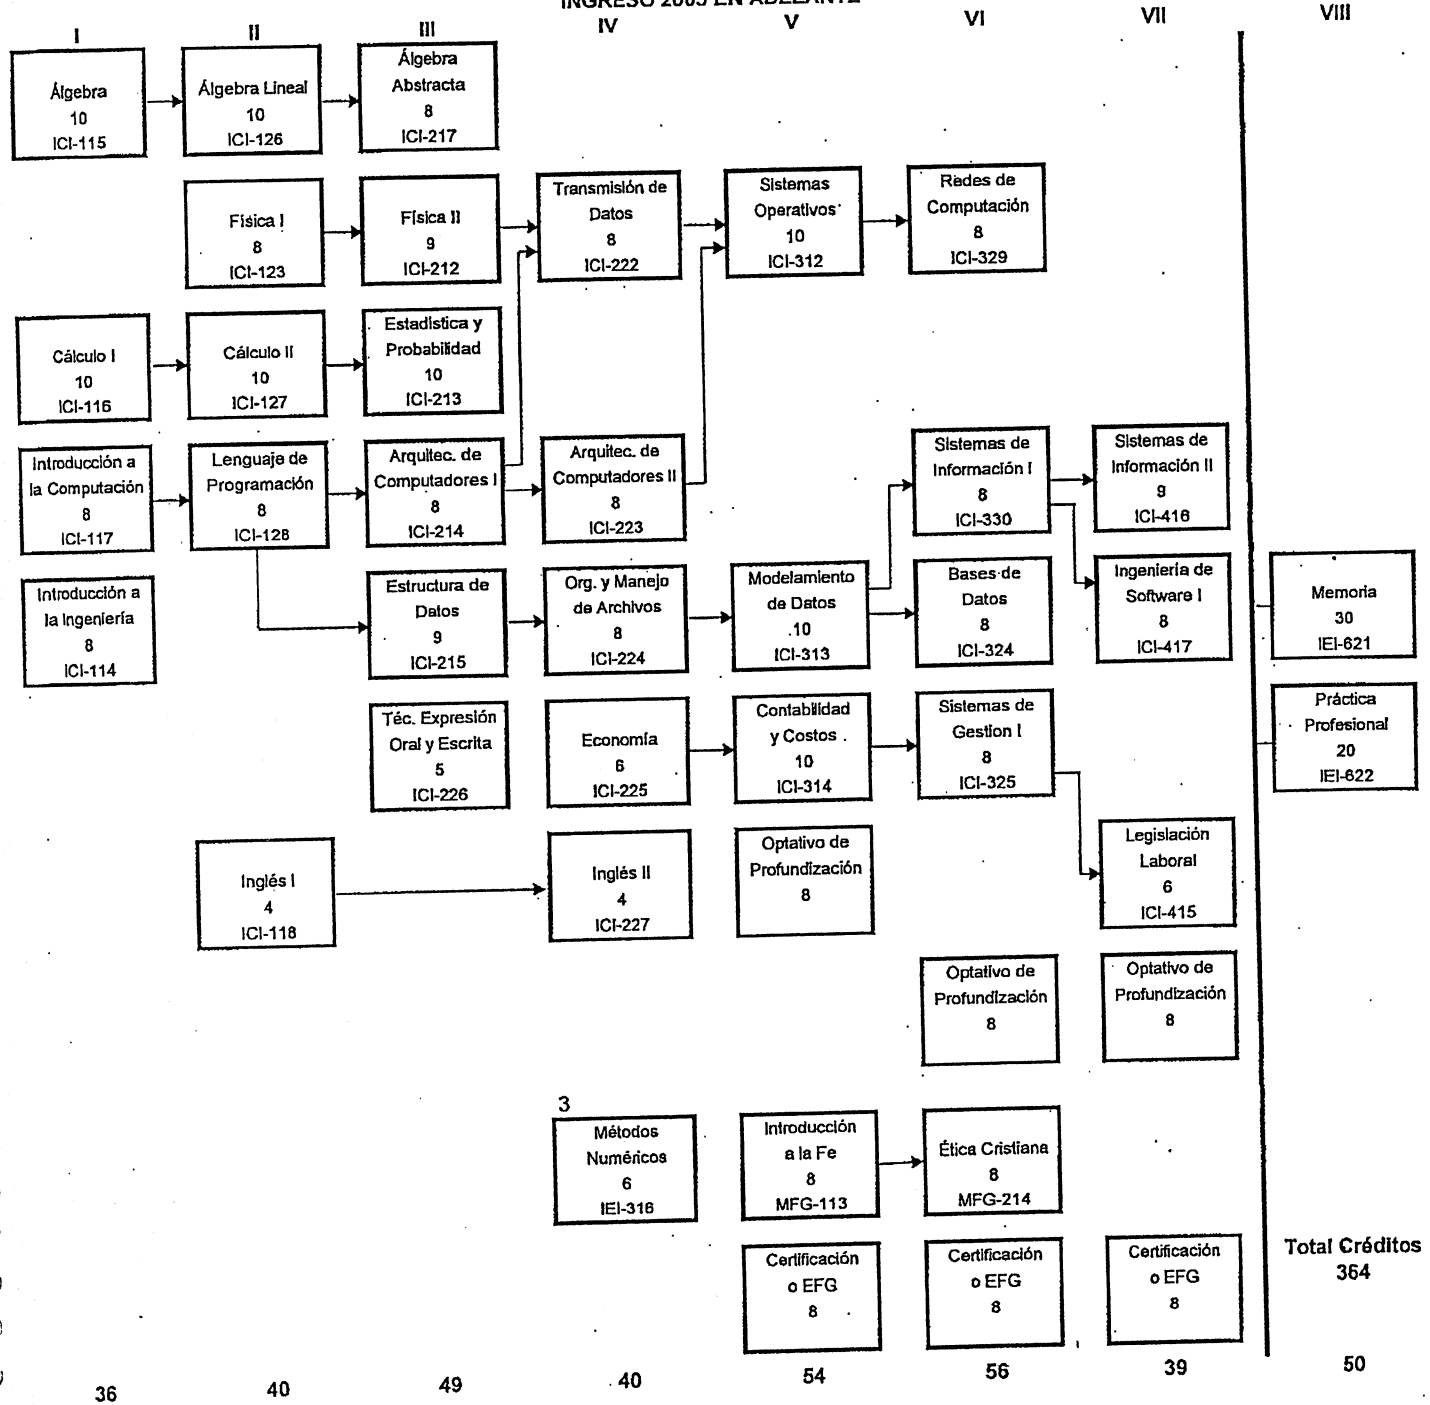 INGRESO 2005 EN ADELANTE
I
II
III
IV
V
VI
VII
VIII
Álgebra
10
ICI-115
Álgebra Lineal
10
ICI-126
Álgebra
Abstracta
8
ICI-217
Física I
8
ICI-123
Física II
9
ICI-212
Transmisión de
Datos
8
ICI-222
Sistemas
Operativos
10
ICI-312
Redes de
Computación
8
ICI-329
Cálculo I
10
ICI-116
Cálculo II
10
ICI-127
Estadística y
Probabilidad
10
ICI-213
Introducción a
la Computación
8
ICI-117
Lenguaje de
Programación
8
ICI-128
Arquitec. de
Computadores I
8
ICI-214
Arquitec. de
Computadores II
8
ICI-223
Sistemas de
Información I
8
ICI-330
Sistemas de
Información II
9
ICI-416
Introducción a
la Ingeniería
8
ICI-114
Estructura de
Datos
9
ICI-215
Org. y Manejo
de Archivos
8
ICI-224
Modelamiento
de Datos
10
ICI-313
Bases de
Datos
8
ICI-324
Ingeniería de
Software I
8
ICI-417
Memoria
30
IEI-621
Téc. Expresión
Oral y Escrita
5
ICI-226
Economía
6
ICI-225
Contabilidad
y Costos
10
ICI-314
Sistemas de
Gestion I
8
ICI-325
Práctica
Profesional
20
IEI-622
Inglés I
4
ICI-118
Inglés II
4
ICI-227
Optativo de
Profundización
8
Legislación
Laboral
6
ICI-415
Optativo de
Profundización
8
Optativo de
Profundización
8
3
Métodos
Numéricos
6
IEI-316
Introducción
a la Fe
8
MFG-113
Ética Cristiana
8
MFG-214
Certificación
o EFG
8
Certificación
o EFG
8
Certificación
o EFG
8
Total Créditos
364
36
40
49
40
54
56
39
50